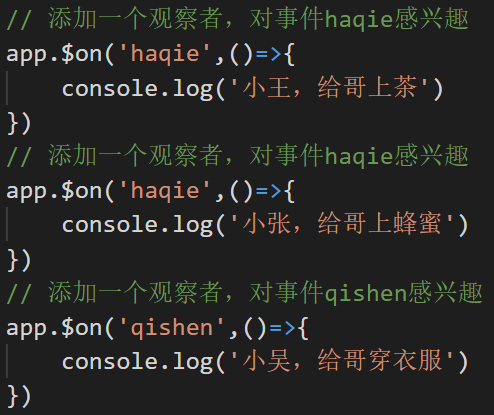 // 添加一个观察者，对事件haqie感兴趣
app.$on('haqie',()=>{
    console.log('小王，给哥上茶')
})
// 添加一个观察者，对事件haqie感兴趣
app.$on('haqie',()=>{
    console.log('小张，给哥上蜂蜜')
})
// 添加一个观察者，对事件qishen感兴趣
app.$on('qishen',()=>{
    console.log('小吴，给哥穿衣服')
})